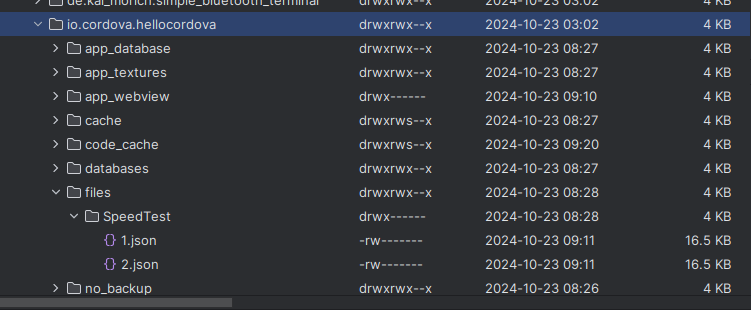 de.kai_morich.simple_bluetooth_terminal drwxrwx--x 2024-10-23 03:02 4 KB
io.cordova.hellocordova drwxrwx--x 2024-10-23 03:02 4 KB
app_database drwxrwx--x 2024-10-23 08:27 4 KB
app_textures drwxrwx--x 2024-10-23 08:27 4 KB
app_webview drwx------ 2024-10-23 09:10 4 KB
cache drwxrws--x 2024-10-23 08:27 4 KB
code_cache drwxrws--x 2024-10-23 09:20 4 KB
databases drwxrwx--x 2024-10-23 08:27 4 KB
files drwxrwx--x 2024-10-23 08:28 4 KB
SpeedTest drwx------ 2024-10-23 08:28 4 KB
{} 1.json -rw------- 2024-10-23 09:11 16.5 KB
{} 2.json -rw------- 2024-10-23 09:11 16.5 KB
no_backup drwxrwx--x 2024-10-23 08:26 4 KB